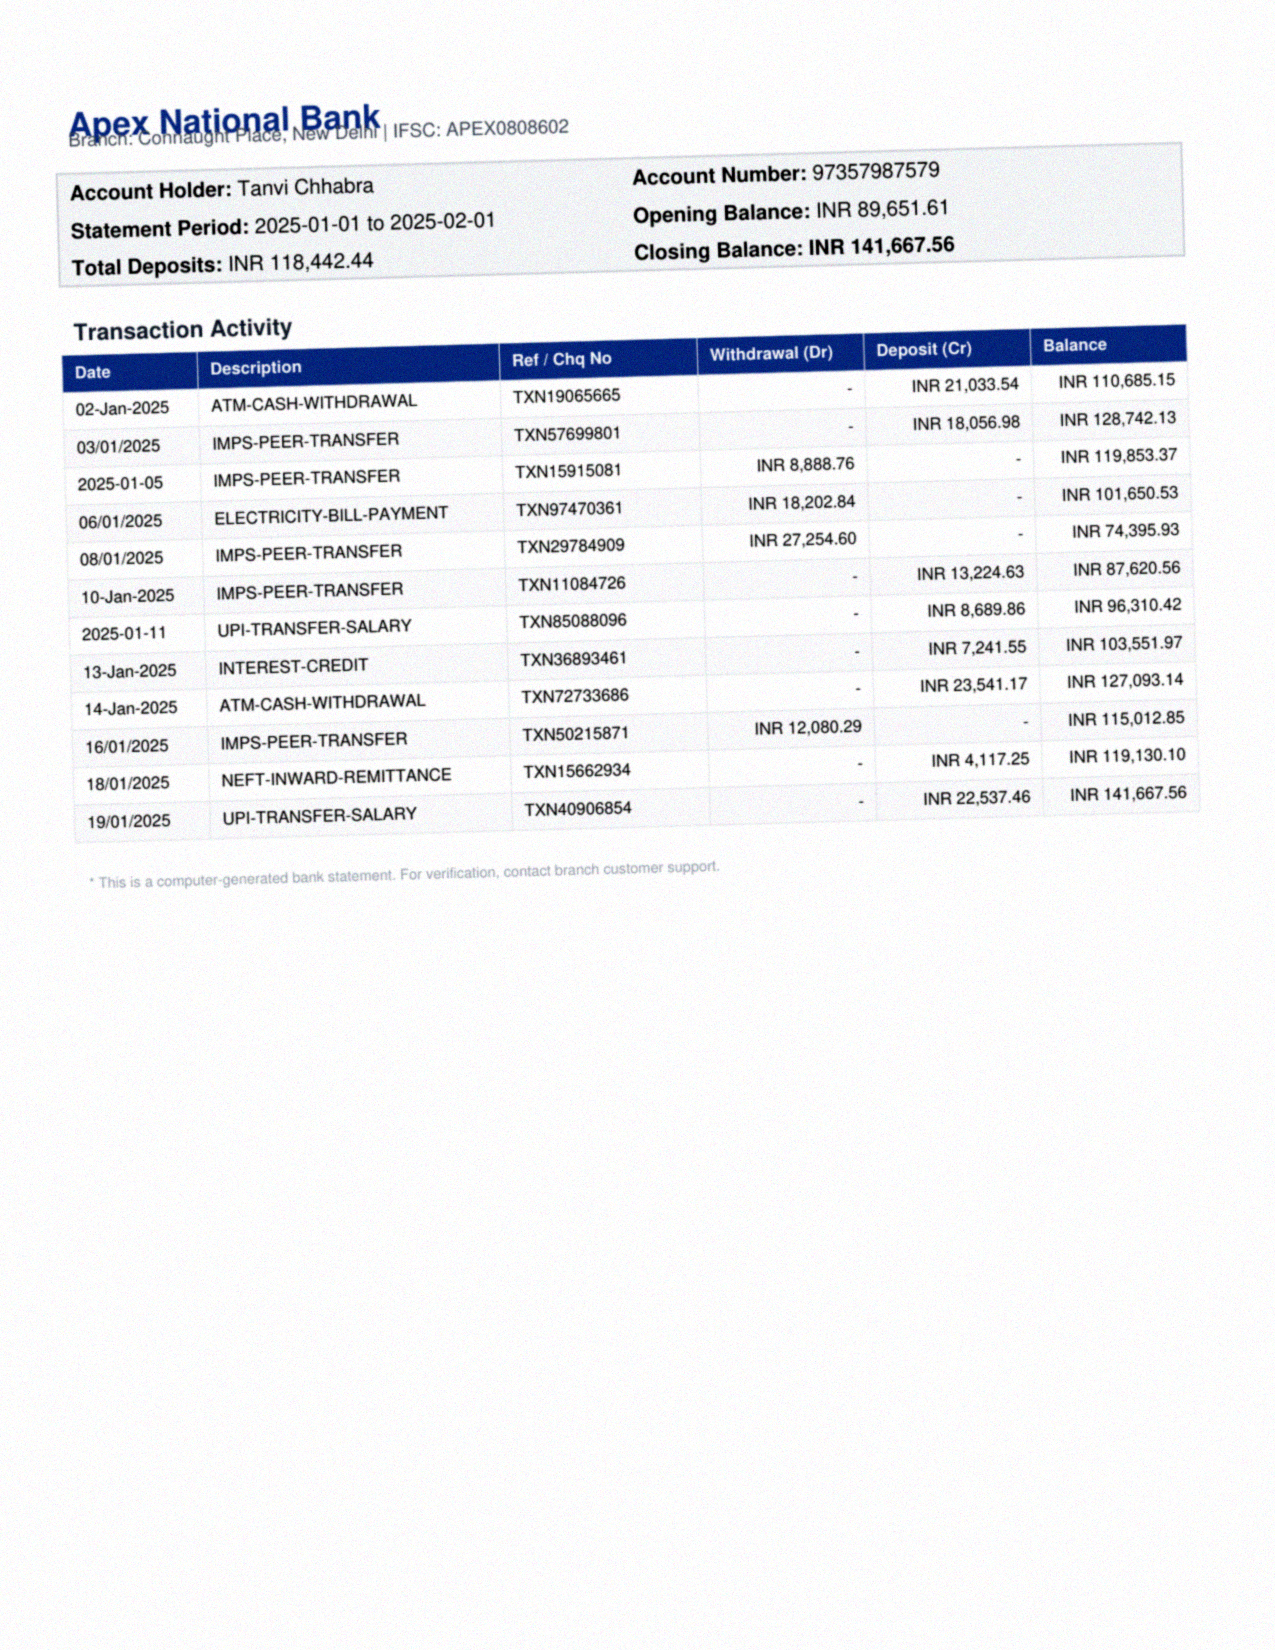 Apex National Bank
Branch: Connaught Place, New Delhi | IFSC: APEX0808602
Account Holder: Tanvi Chhabra Account Number: 97357987579
Statement Period: 2025-01-01 to 2025-02-01 Opening Balance: INR 89,651.61
Total Deposits: INR 118,442.44 Closing Balance: INR 141,667.56
Transaction Activity
Date Description Ref / Chq No Withdrawal (Dr) Deposit (Cr) Balance
02-Jan-2025 ATM-CASH-WITHDRAWAL TXN19065665 - INR 21,033.54 INR 110,685.15
03/01/2025 IMPS-PEER-TRANSFER TXN57699801 - INR 18,056.98 INR 128,742.13
2025-01-05 IMPS-PEER-TRANSFER TXN15915081 INR 8,888.76 - INR 119,853.37
06/01/2025 ELECTRICITY-BILL-PAYMENT TXN97470361 INR 18,202.84 - INR 101,650.53
08/01/2025 IMPS-PEER-TRANSFER TXN29784909 INR 27,254.60 - INR 74,395.93
10-Jan-2025 IMPS-PEER-TRANSFER TXN11084726 - INR 13,224.63 INR 87,620.56
2025-01-11 UPI-TRANSFER-SALARY TXN85088096 - INR 8,689.86 INR 96,310.42
13-Jan-2025 INTEREST-CREDIT TXN36893461 - INR 7,241.55 INR 103,551.97
14-Jan-2025 ATM-CASH-WITHDRAWAL TXN72733686 - INR 23,541.17 INR 127,093.14
16/01/2025 IMPS-PEER-TRANSFER TXN50215871 INR 12,080.29 - INR 115,012.85
18/01/2025 NEFT-INWARD-REMITTANCE TXN15662934 - INR 4,117.25 INR 119,130.10
19/01/2025 UPI-TRANSFER-SALARY TXN40906854 - INR 22,537.46 INR 141,667.56
* This is a computer-generated bank statement. For verification, contact branch customer support.